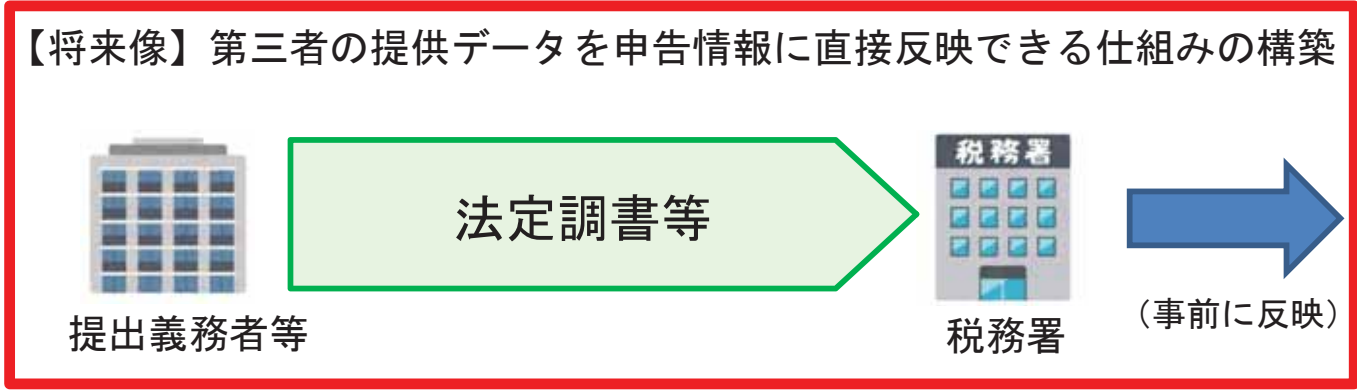 【将来像】第三者の提供データを申告情報に直接反映できる仕組みの構築
税務署
法定調書等
提出義務者等
税務署
（事前に反映）